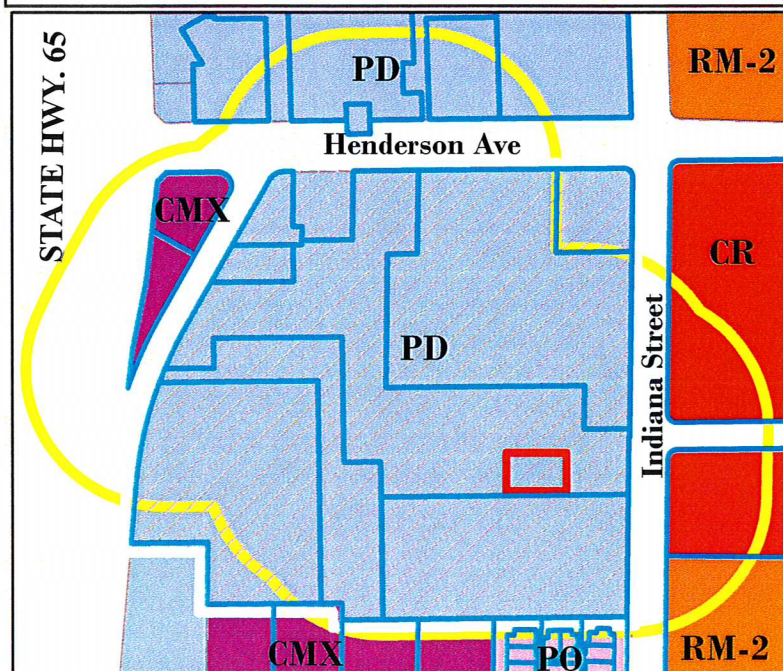 PD
RM-2
Henderson Ave
STATE HWY. 65
CMX
CR
PD
Indiana Street
CMX
PO
RM-2